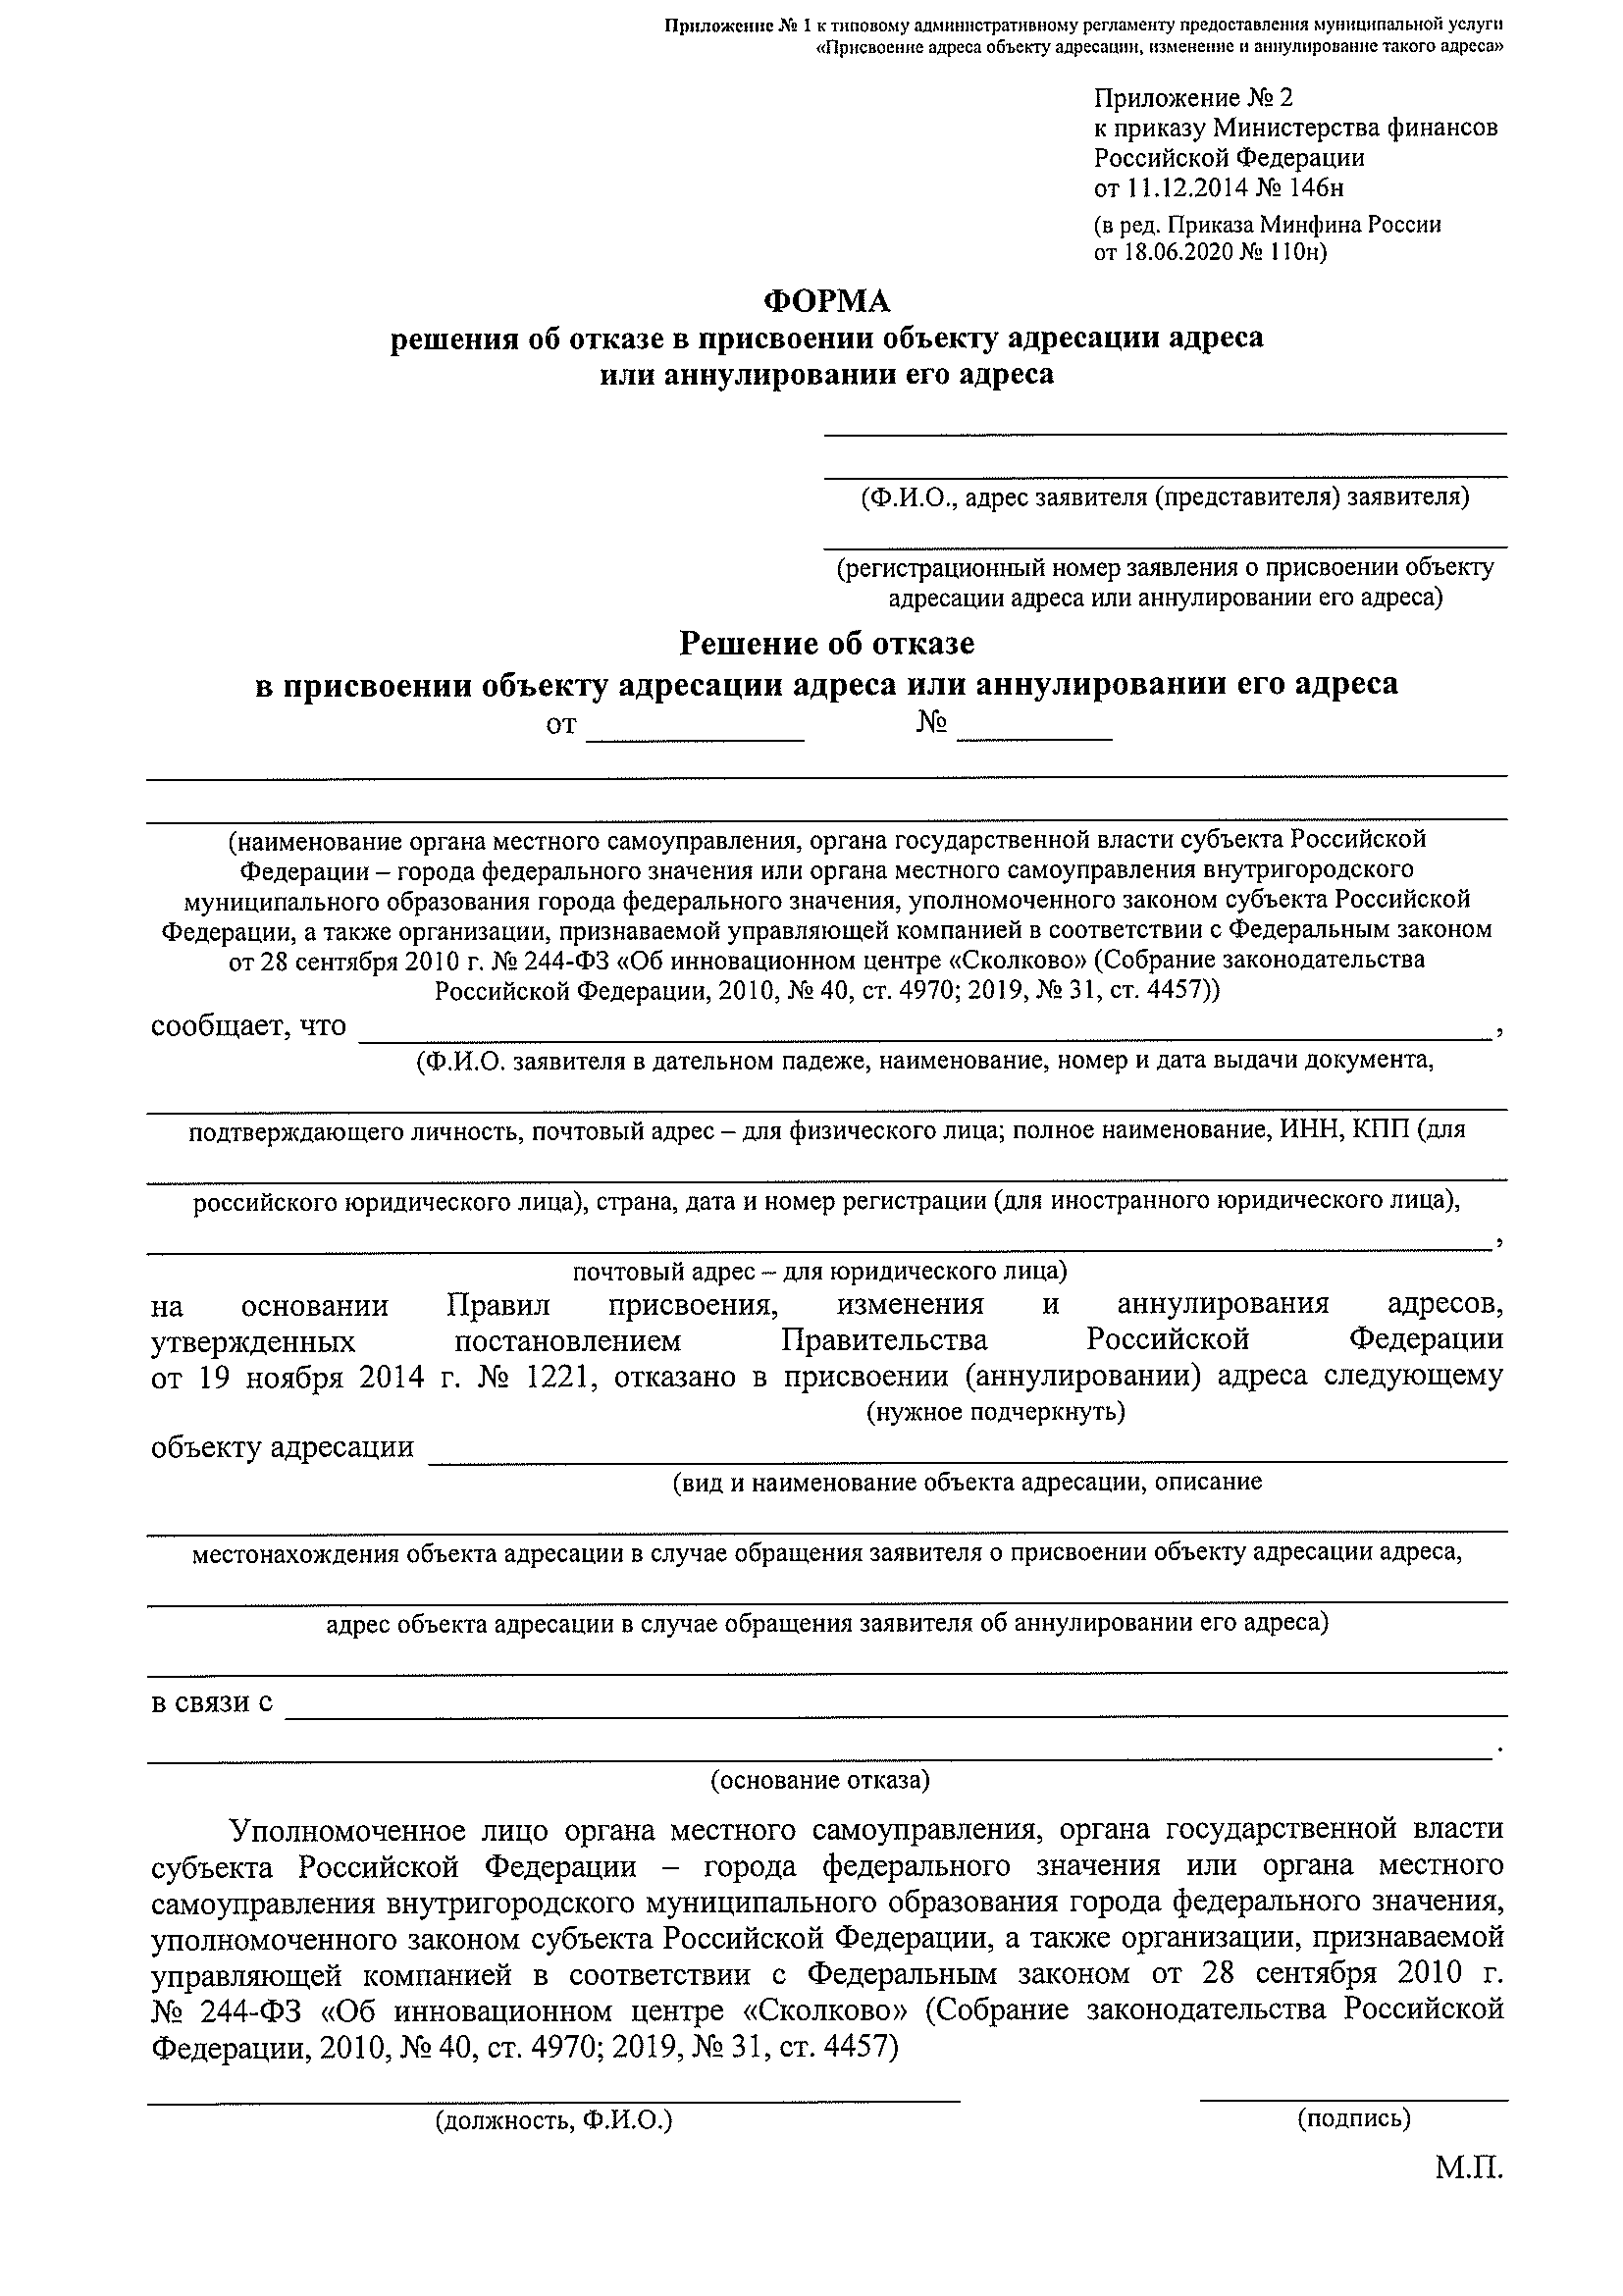 Приложение № 1 к типовому административному регламенту предоставления муниципальной услуги
«Присвоение адреса объекту адресации, изменение и аннулирование такого адреса»
Приложение № 2
к приказу Министерства финансов
Российской Федерации
от 11.12.2014 № 146н
(в ред. Приказа Минфина России
от 18.06.2020 № 110н)
ФОРМА
решения об отказе в присвоении объекту адресации адреса
или аннулировании его адреса
(Ф.И.О., адрес заявителя (представителя) заявителя)
(регистрационный номер заявления о присвоении объекту
адресации адреса или аннулировании его адреса)
Решение об отказе
в присвоении объекту адресации адреса или аннулировании его адреса
от №
(наименование органа местного самоуправления, органа государственной власти субъекта Российской
Федерации – города федерального значения или органа местного самоуправления внутригородского
муниципального образования города федерального значения, уполномоченного законом субъекта Российской
Федерации, а также организации, признаваемой управляющей компанией в соответствии с Федеральным законом
от 28 сентября 2010 г. № 244-ФЗ «Об инновационном центре «Сколково» (Собрание законодательства
Российской Федерации, 2010, № 40, ст. 4970; 2019, № 31, ст. 4457))
сообщает, что ,
(Ф.И.О. заявителя в дательном падеже, наименование, номер и дата выдачи документа,
подтверждающего личность, почтовый адрес – для физического лица; полное наименование, ИНН, КПП (для
российского юридического лица), страна, дата и номер регистрации (для иностранного юридического лица),
,
почтовый адрес – для юридического лица)
на основании Правил присвоения, изменения и аннулирования адресов,
утвержденных постановлением Правительства Российской Федерации
от 19 ноября 2014 г. № 1221, отказано в присвоении (аннулировании) адреса следующему
(нужное подчеркнуть)
объекту адресации
(вид и наименование объекта адресации, описание
местонахождения объекта адресации в случае обращения заявителя о присвоении объекту адресации адреса,
адрес объекта адресации в случае обращения заявителя об аннулировании его адреса)
в связи с
.
(основание отказа)
Уполномоченное лицо органа местного самоуправления, органа государственной власти
субъекта Российской Федерации – города федерального значения или органа местного
самоуправления внутригородского муниципального образования города федерального значения,
уполномоченного законом субъекта Российской Федерации, а также организации, признаваемой
управляющей компанией в соответствии с Федеральным законом от 28 сентября 2010 г.
№ 244-ФЗ «Об инновационном центре «Сколково» (Собрание законодательства Российской
Федерации, 2010, № 40, ст. 4970; 2019, № 31, ст. 4457)
(должность, Ф.И.О.) (подпись)
М.П.